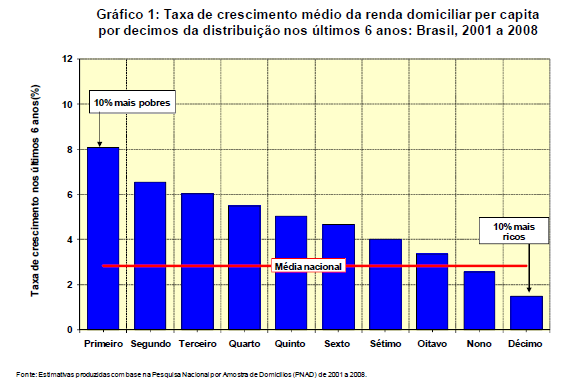 Gráfico 1: Taxa de crescimento médio da renda domiciliar per capita
por decimos da distribuição nos últimos 6 anos: Brasil, 2001 a 2008
Taxa de crescimento nos últimos 6 anos(%)
12
10
8
6
4
2
0
10% mais pobres
10% mais
ricos
Média nacional
Primeiro Segundo Terceiro Quarto Quinto Sexto Sétimo Oitavo Nono Décimo
Fonte: Estimativas produzidas com base na Pesquisa Nacional por Amostra de Domicílios (PNAD) de 2001 a 2008.